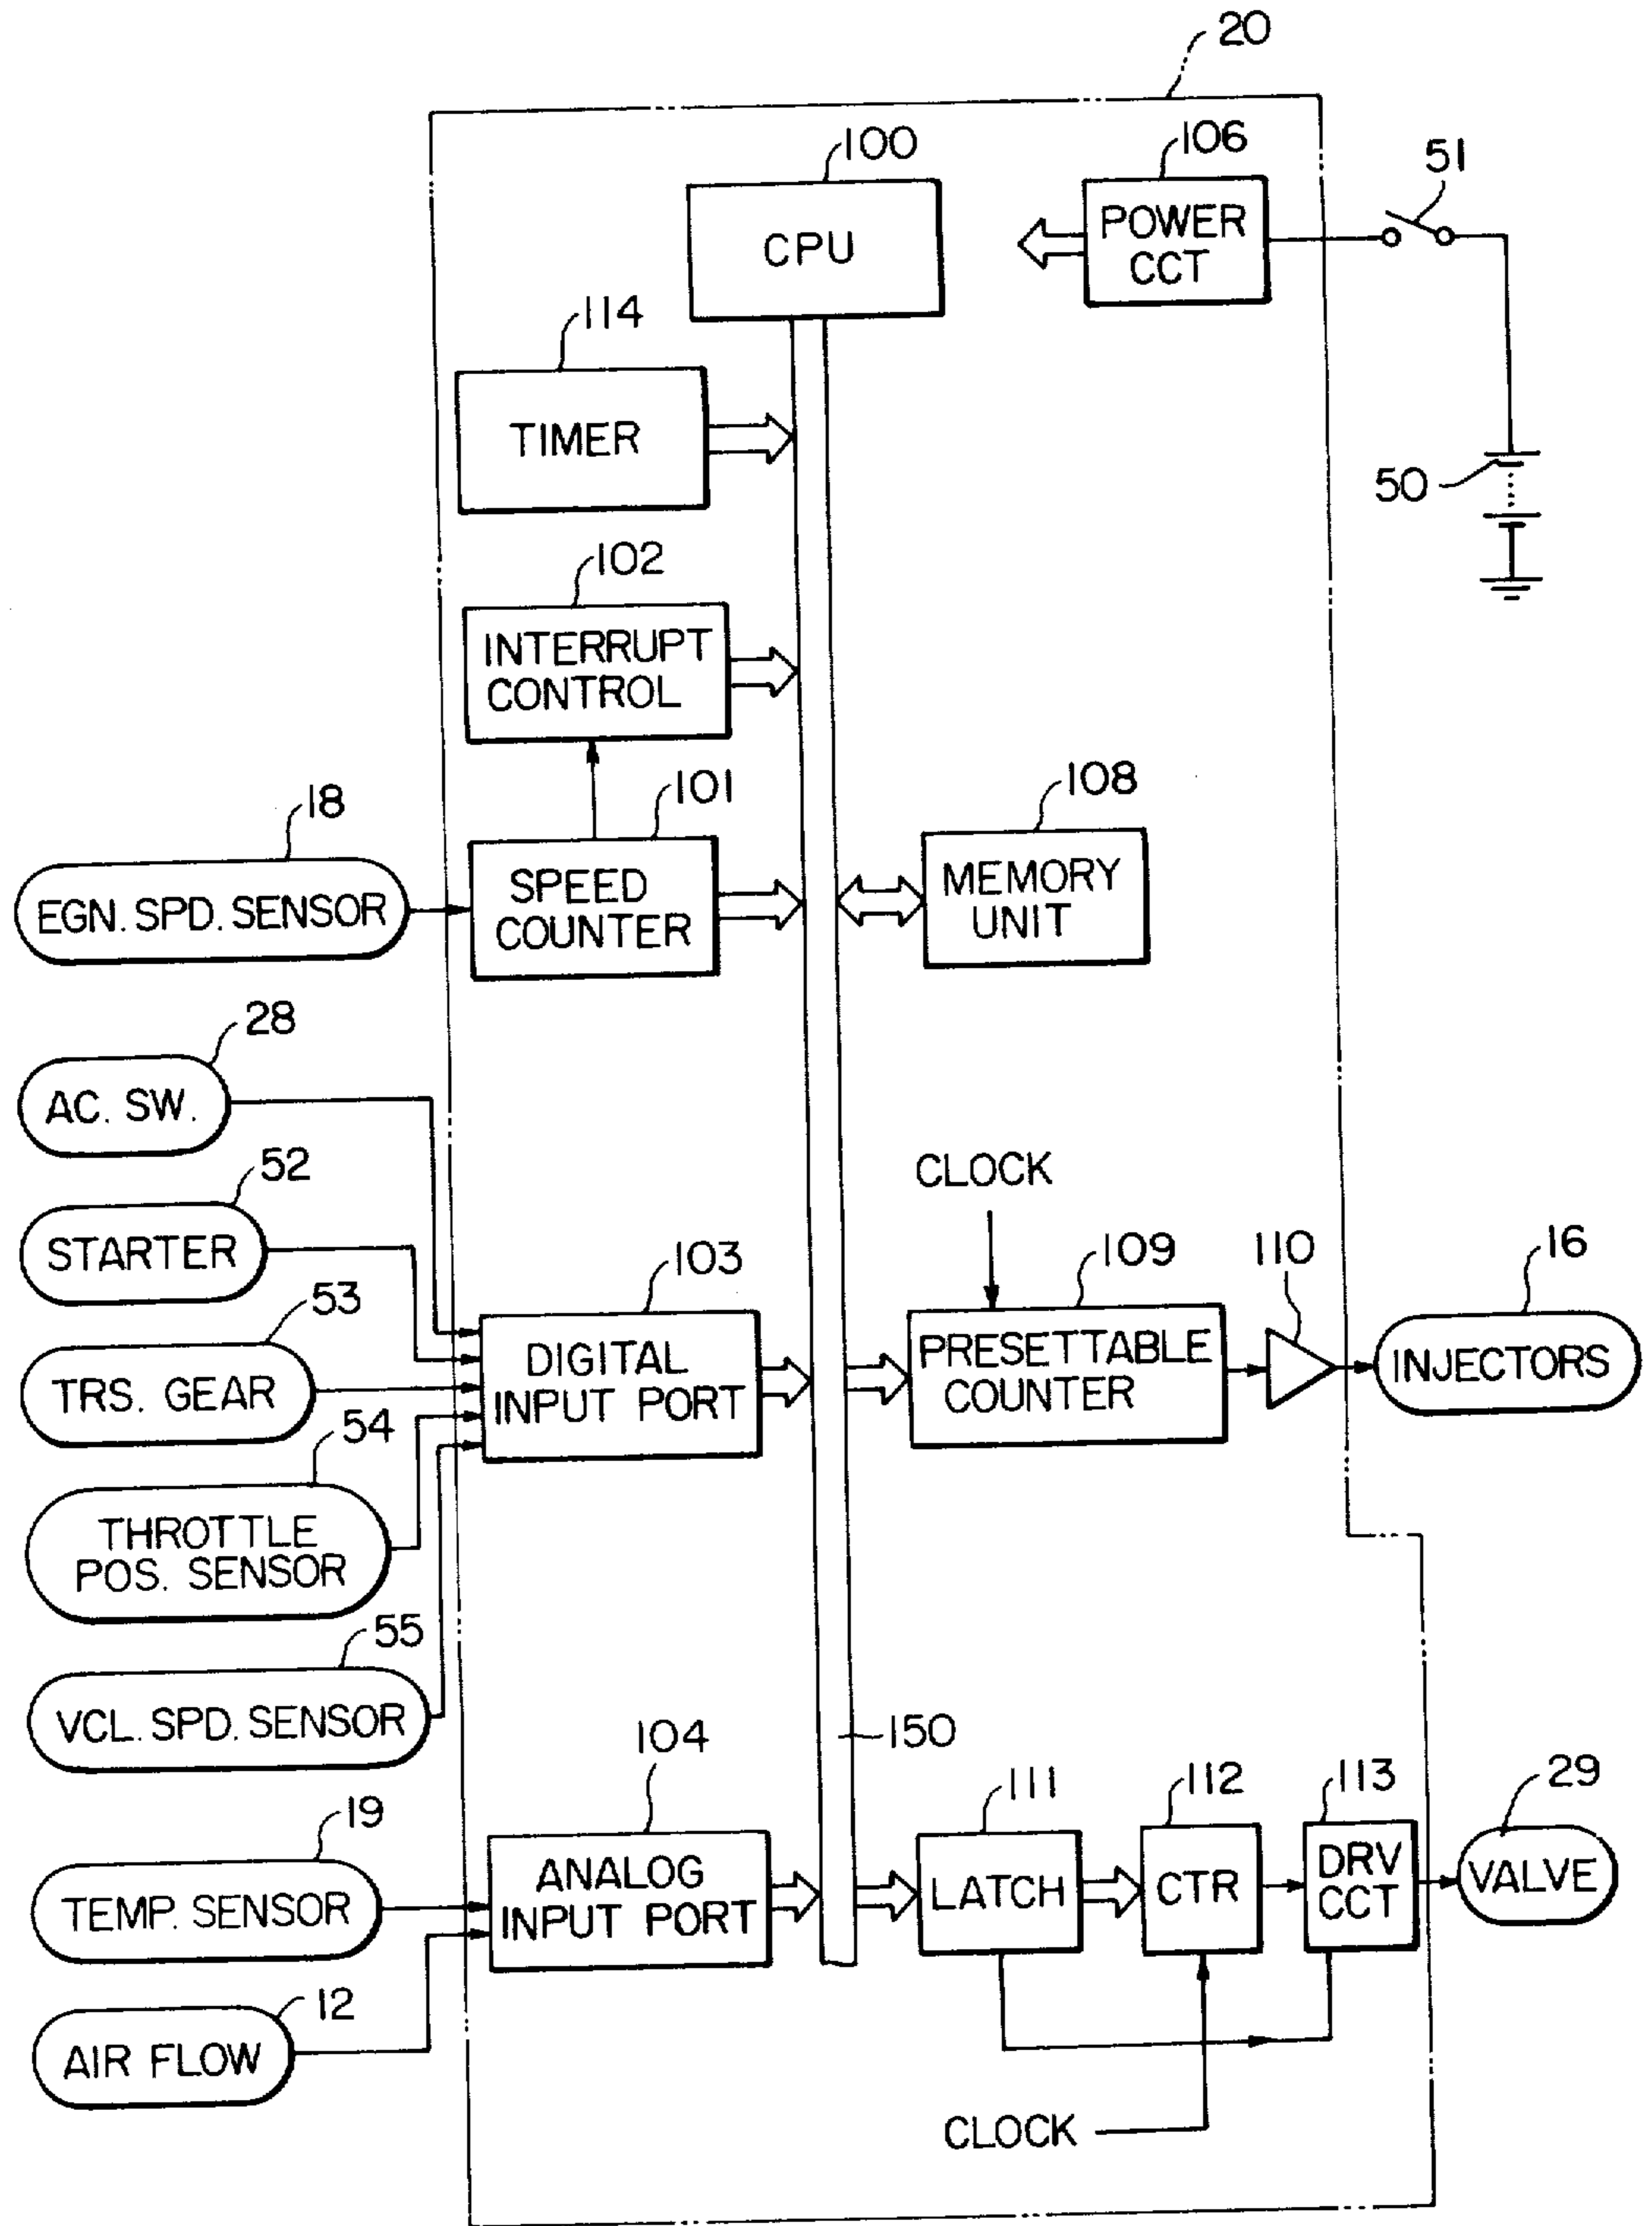 20
100
CPU
106
POWER
CCT
51
50
114
TIMER
102
INTERRUPT
CONTROL
101
SPEED
COUNTER
108
MEMORY
UNIT
18
EGN. SPD. SENSOR
28
AC. SW.
52
STARTER
53
TRS. GEAR
54
THROTTLE
POS. SENSOR
55
VCL. SPD. SENSOR
103
DIGITAL
INPUT PORT
CLOCK
109
PRESETTABLE
COUNTER
110
16
INJECTORS
150
19
TEMP. SENSOR
12
AIR FLOW
104
ANALOG
INPUT PORT
111
LATCH
112
CTR
113
DRV
CCT
29
VALVE
CLOCK